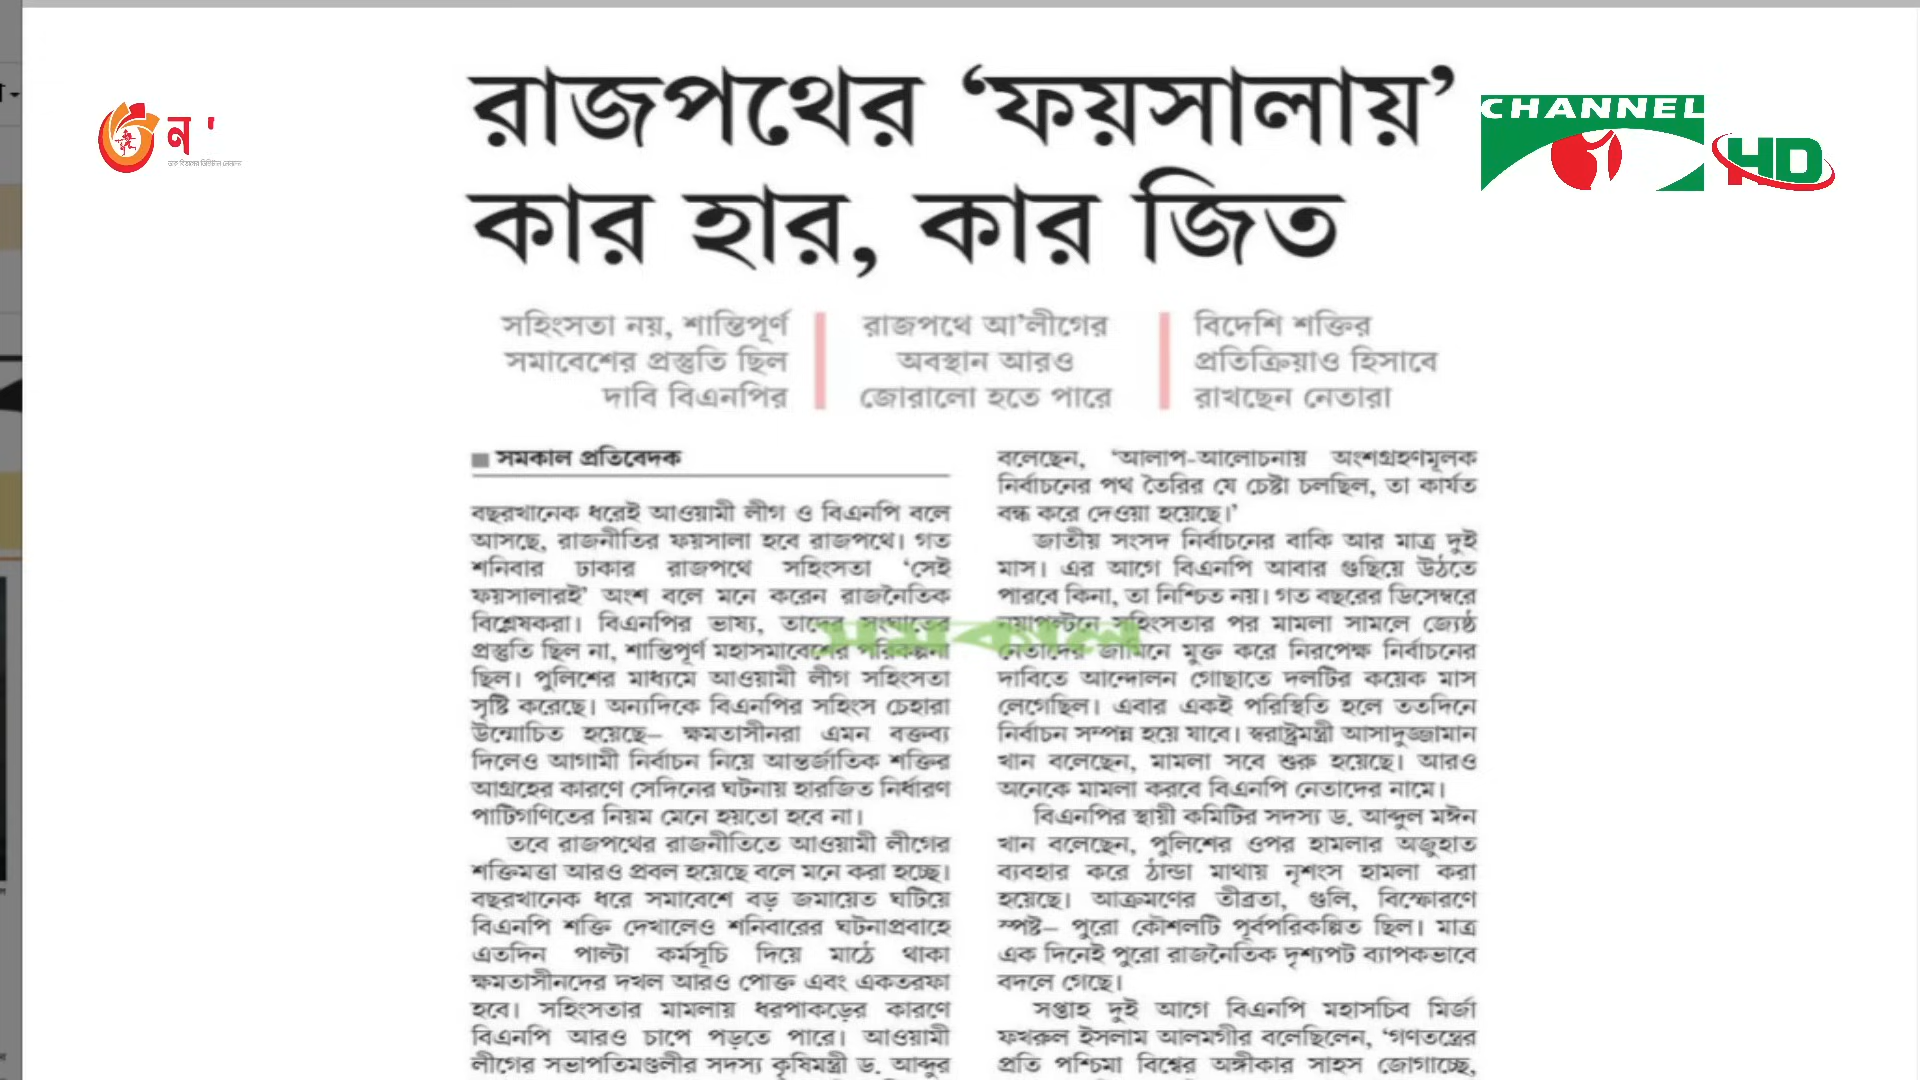 রাজপথের ‘ফয়সালায়’
কার হার, কার জিত
সহিংসতা নয়, শান্তিপূর্ণ
সমাবেশের প্রস্তুতি ছিল
দাবি বিএনপির
রাজপথে আ’লীগের
অবস্থান আরও
জোরালো হতে পারে
বিদেশি শক্তির
প্রতিক্রিয়াও হিসাবে
রাখছেন নেতারা
সমকাল প্রতিবেদক
বছরখানেক ধরেই আওয়ামী লীগ ও বিএনপি বলে
আসছে, রাজনীতির ফয়সালা হবে রাজপথে। গত
শনিবার ঢাকার রাজপথে সহিংসতা ‘সেই
ফয়সালারই’ অংশ বলে মনে করেন রাজনৈতিক
বিশ্লেষকরা। বিএনপির ভাষ্য, তাদের সংঘাতের
প্রস্তুতি ছিল না, শান্তিপূর্ণ মহাসমাবেশের পরিকল্পনা
ছিল। পুলিশের মাধ্যমে আওয়ামী লীগ সহিংসতা
সৃষ্টি করেছে। অন্যদিকে বিএনপির সহিংস চেহারা
উন্মোচিত হয়েছে– ক্ষমতাসীনরা এমন বক্তব্য
দিলেও আগামী নির্বাচন নিয়ে আন্তর্জাতিক শক্তির
আগ্রহের কারণে সেদিনের ঘটনায় হারজিত নির্ধারণ
পাটিগণিতের নিয়ম মেনে হয়তো হবে না।
তবে রাজপথের রাজনীতিতে আওয়ামী লীগের
শক্তিমত্তা আরও প্রবল হয়েছে বলে মনে করা হচ্ছে।
বছরখানেক ধরে সমাবেশে বড় জমায়েত ঘটিয়ে
বিএনপি শক্তি দেখালেও শনিবারের ঘটনাপ্রবাহে
এতদিন পাল্টা কর্মসূচি দিয়ে মাঠে থাকা
ক্ষমতাসীনদের দখল আরও পোক্ত এবং একতরফা
হবে। সহিংসতার মামলায় ধরপাকড়ের কারণে
বিএনপি আরও চাপে পড়তে পারে। আওয়ামী
লীগের সভাপতিমণ্ডলীর সদস্য কৃষিমন্ত্রী ড. আব্দুর
বলেছেন, ‘আলাপ-আলোচনায় অংশগ্রহণমূলক
নির্বাচনের পথ তৈরির যে চেষ্টা চলছিল, তা কার্যত
বন্ধ করে দেওয়া হয়েছে।’
জাতীয় সংসদ নির্বাচনের বাকি আর মাত্র দুই
মাস। এর আগে বিএনপি আবার গুছিয়ে উঠতে
পারবে কিনা, তা নিশ্চিত নয়। গত বছরের ডিসেম্বরে
নয়াপল্টনে সহিংসতার পর মামলা সামলে জ্যেষ্ঠ
নেতাদের জামিনে মুক্ত করে নিরপেক্ষ নির্বাচনের
দাবিতে আন্দোলন গোছাতে দলটির কয়েক মাস
লেগেছিল। এবার একই পরিস্থিতি হলে ততদিনে
নির্বাচন সম্পন্ন হয়ে যাবে। স্বরাষ্ট্রমন্ত্রী আসাদুজ্জামান
খান বলেছেন, মামলা সবে শুরু হয়েছে। আরও
অনেকে মামলা করবে বিএনপি নেতাদের নামে।
বিএনপির স্থায়ী কমিটির সদস্য ড. আব্দুল মঈন
খান বলেছেন, পুলিশের ওপর হামলার অজুহাত
ব্যবহার করে ঠান্ডা মাথায় নৃশংস হামলা করা
হয়েছে। আক্রমণের তীব্রতা, গুলি, বিস্ফোরণে
স্পষ্ট– পুরো কৌশলটি পূর্বপরিকল্পিত ছিল। মাত্র
এক দিনেই পুরো রাজনৈতিক দৃশ্যপট ব্যাপকভাবে
বদলে গেছে।
সপ্তাহ দুই আগে বিএনপি মহাসচিব মির্জা
ফখরুল ইসলাম আলমগীর বলেছিলেন, ‘গণতন্ত্রের
প্রতি পশ্চিমা বিশ্বের অঙ্গীকার সাহস জোগাচ্ছে,
সমকাল
ন '
CHANNEL
HD